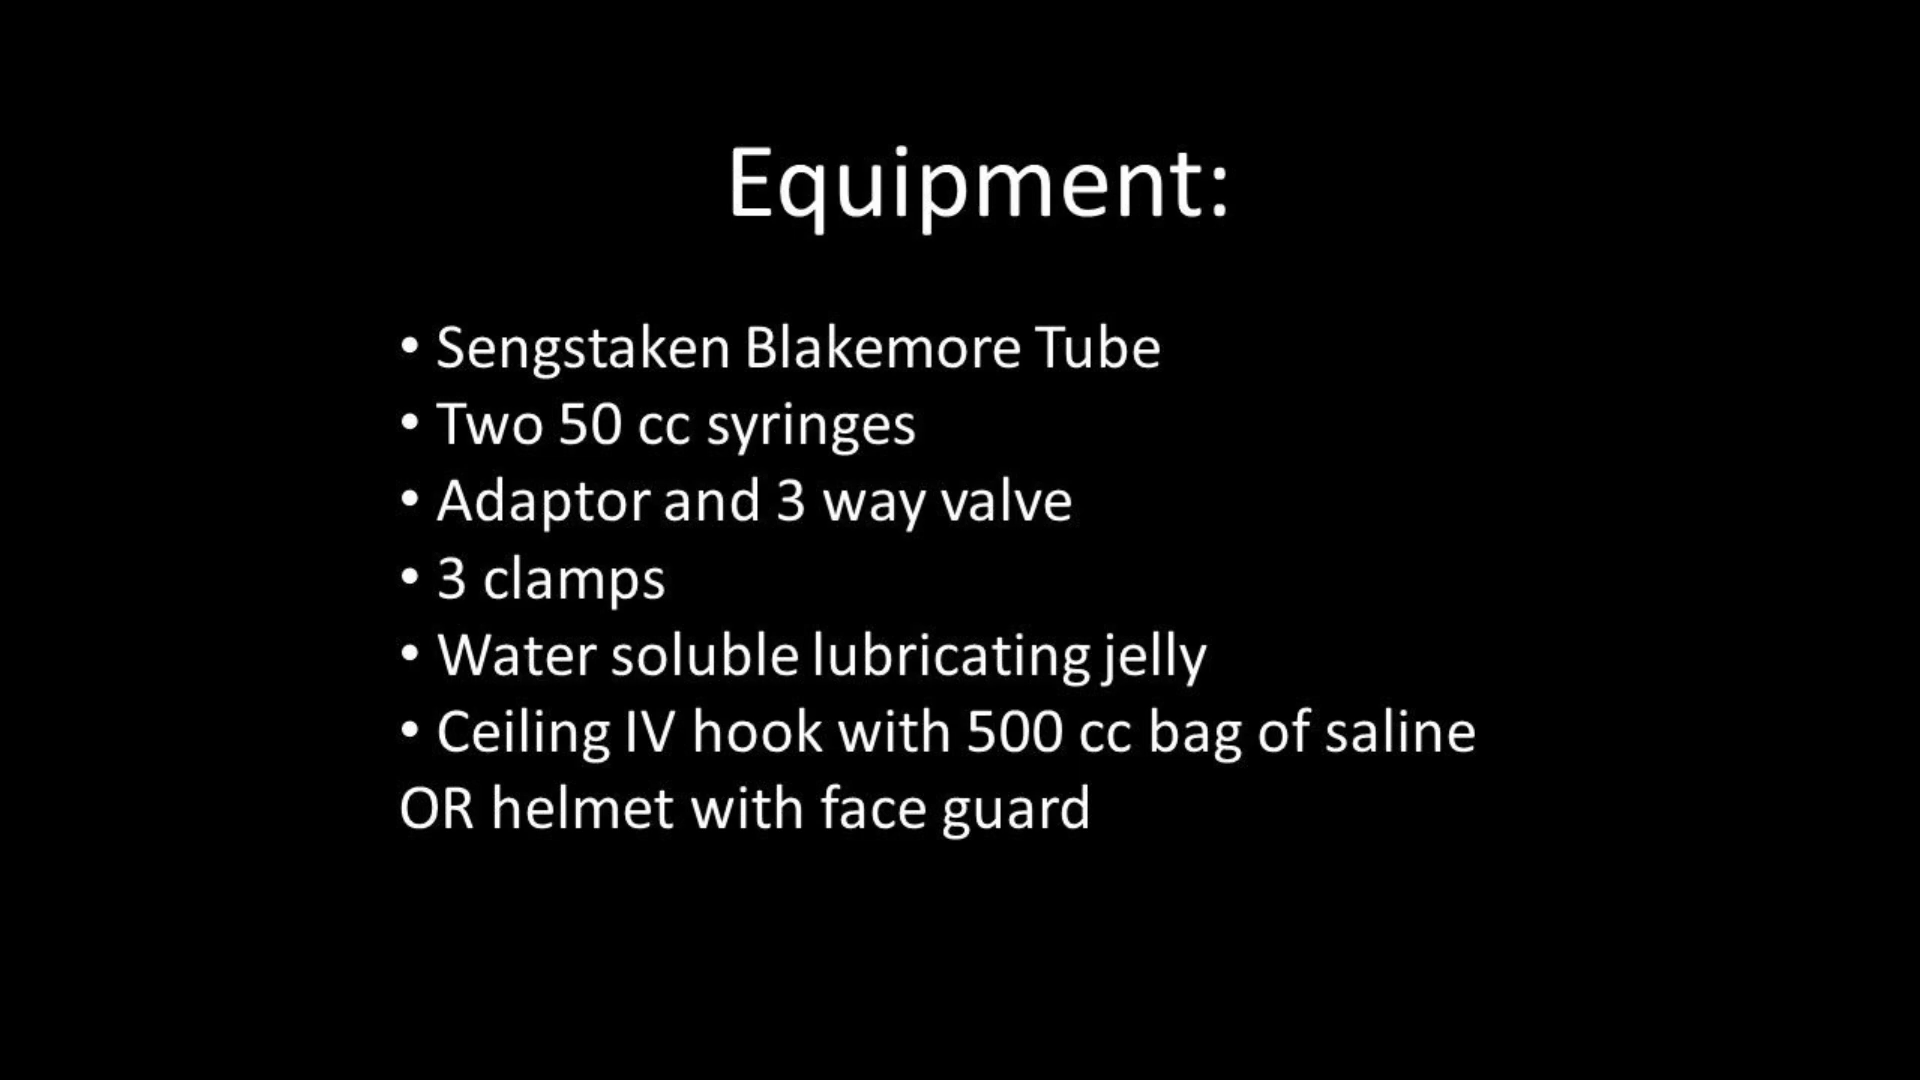 Equipment:
• Sengstaken Blakemore Tube
• Two 50 cc syringes
• Adaptor and 3 way valve
• 3 clamps
• Water soluble lubricating jelly
• Ceiling IV hook with 500 cc bag of saline
OR helmet with face guard